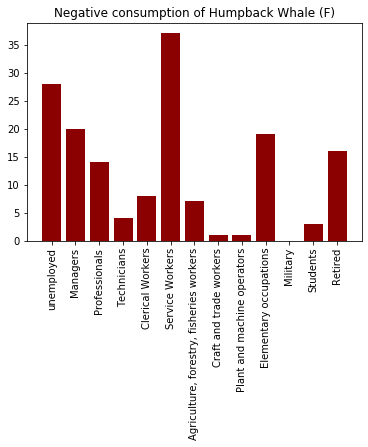 Negative consumption of Humpback Whale (F)
35
30
25
20
15
10
5
0
unemployed
Managers
Professionals
Technicians
Clerical Workers
Service Workers
Agriculture, forestry, fisheries workers
Craft and trade workers
Plant and machine operators
Elementary occupations
Military
Students
Retired